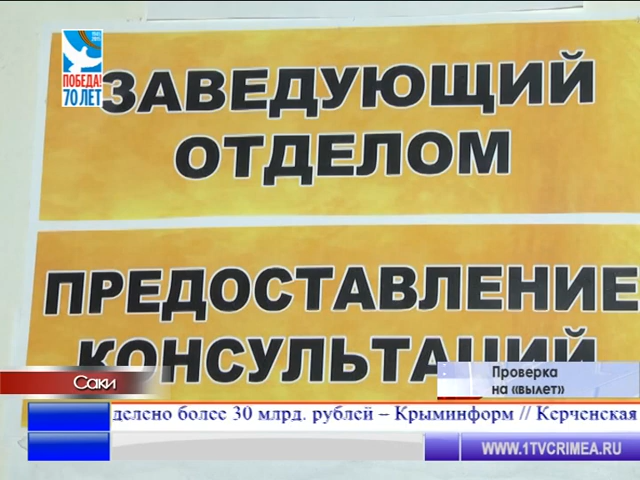 ПОБЕДА!
70 ЛЕТ
ЗАВЕДУЮЩИЙ
ОТДЕЛОМ
ПРЕДОСТАВЛЕНИЕ
КОНСУЛЬТАЦИЙ
Саки
Проверка
на «вылет»
делено более 30 млрд. рублей – Крыминформ // Керченская
WWW.1TVCRIMEA.RU